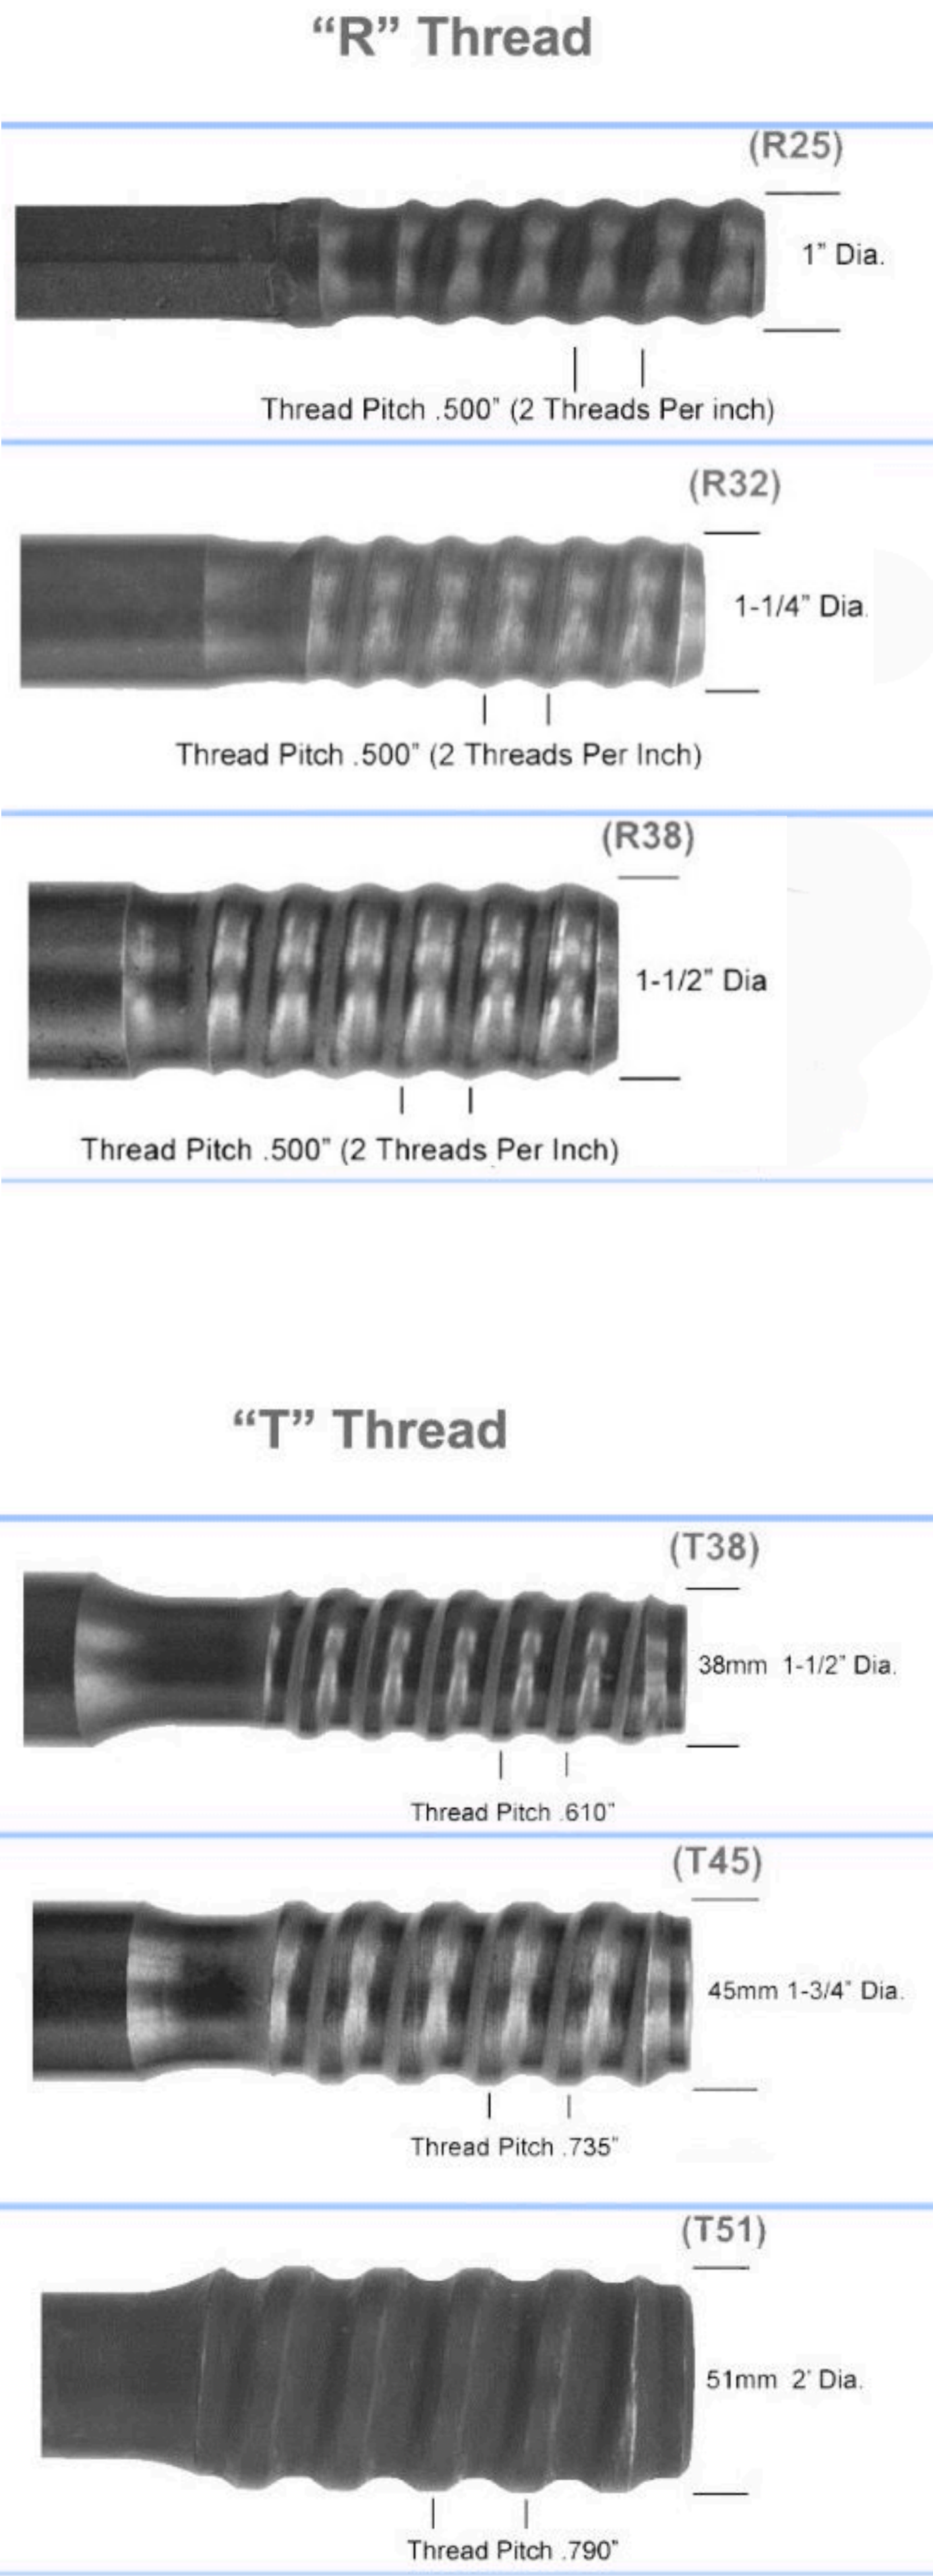 “R” Thread
(R25)
1” Dia.
Thread Pitch .500” (2 Threads Per inch)
(R32)
1-1/4” Dia.
Thread Pitch .500” (2 Threads Per Inch)
(R38)
1-1/2” Dia
Thread Pitch .500” (2 Threads Per Inch)
“T” Thread
(T38)
38mm 1-1/2” Dia.
Thread Pitch .610”
(T45)
45mm 1-3/4” Dia.
Thread Pitch .735”
(T51)
51mm 2’ Dia.
Thread Pitch .790”